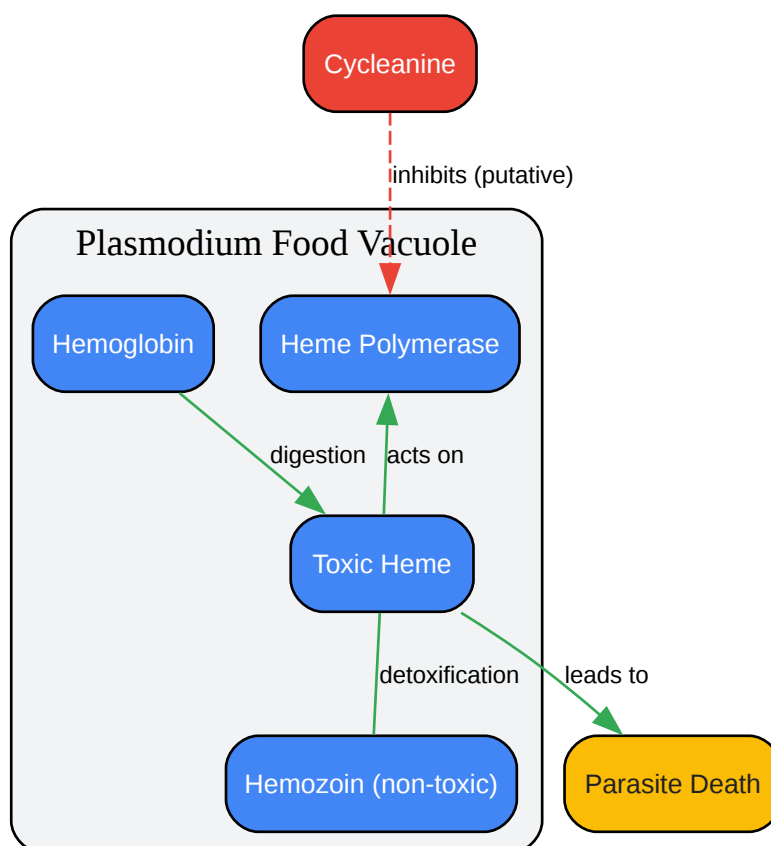 Cycleanine
inhibits (putative)
Plasmodium Food Vacuole
Hemoglobin
Heme Polymerase
digestion
acts on
Toxic Heme
detoxification
leads to
Hemozoin (non-toxic)
Parasite Death